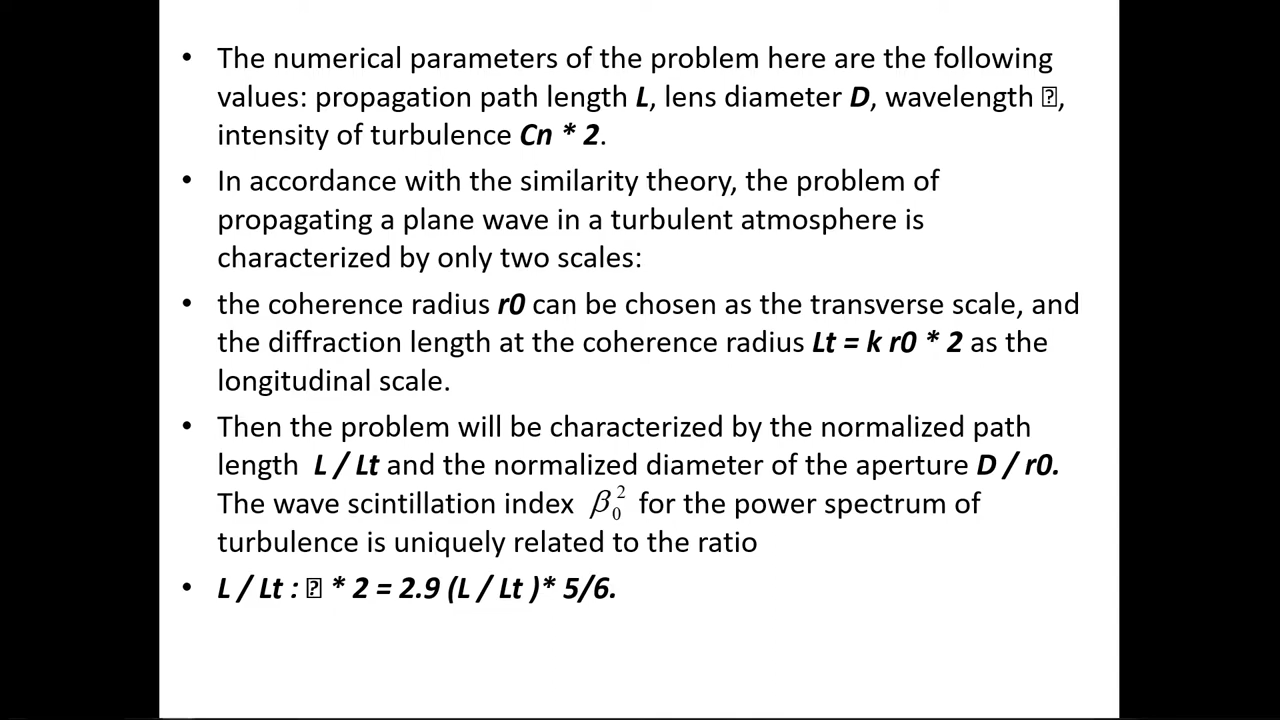 • The numerical parameters of the problem here are the following
values: propagation path length L, lens diameter D, wavelength ⍰,
intensity of turbulence Cn * 2.
• In accordance with the similarity theory, the problem of
propagating a plane wave in a turbulent atmosphere is
characterized by only two scales:
• the coherence radius r0 can be chosen as the transverse scale, and
the diffraction length at the coherence radius Lt = k r0 * 2 as the
longitudinal scale.
• Then the problem will be characterized by the normalized path
length L / Lt and the normalized diameter of the aperture D / r0.
The wave scintillation index β₀² for the power spectrum of
turbulence is uniquely related to the ratio
• L / Lt : ⍰ * 2 = 2.9 (L / Lt )* 5/6.